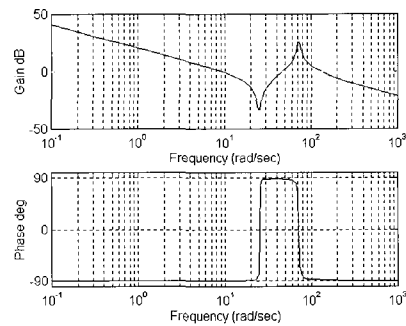 50
Gain dB
0
-50
10^-1 10^0 10^1 10^2 10^3
Frequency (rad/sec)
90
Phase deg
0
-90
10^-1 10^0 10^1 10^2 10^3
Frequency (rad/sec)